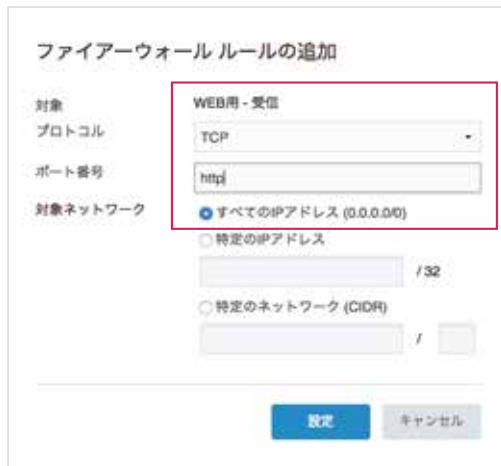 ファイアーウォール ルールの追加
対象 WEB用 - 受信
プロトコル TCP
ポート番号 http
対象ネットワーク すべてのIPアドレス (0.0.0.0/0)
特定のIPアドレス
/ 32
特定のネットワーク (CIDR)
/
設定 キャンセル